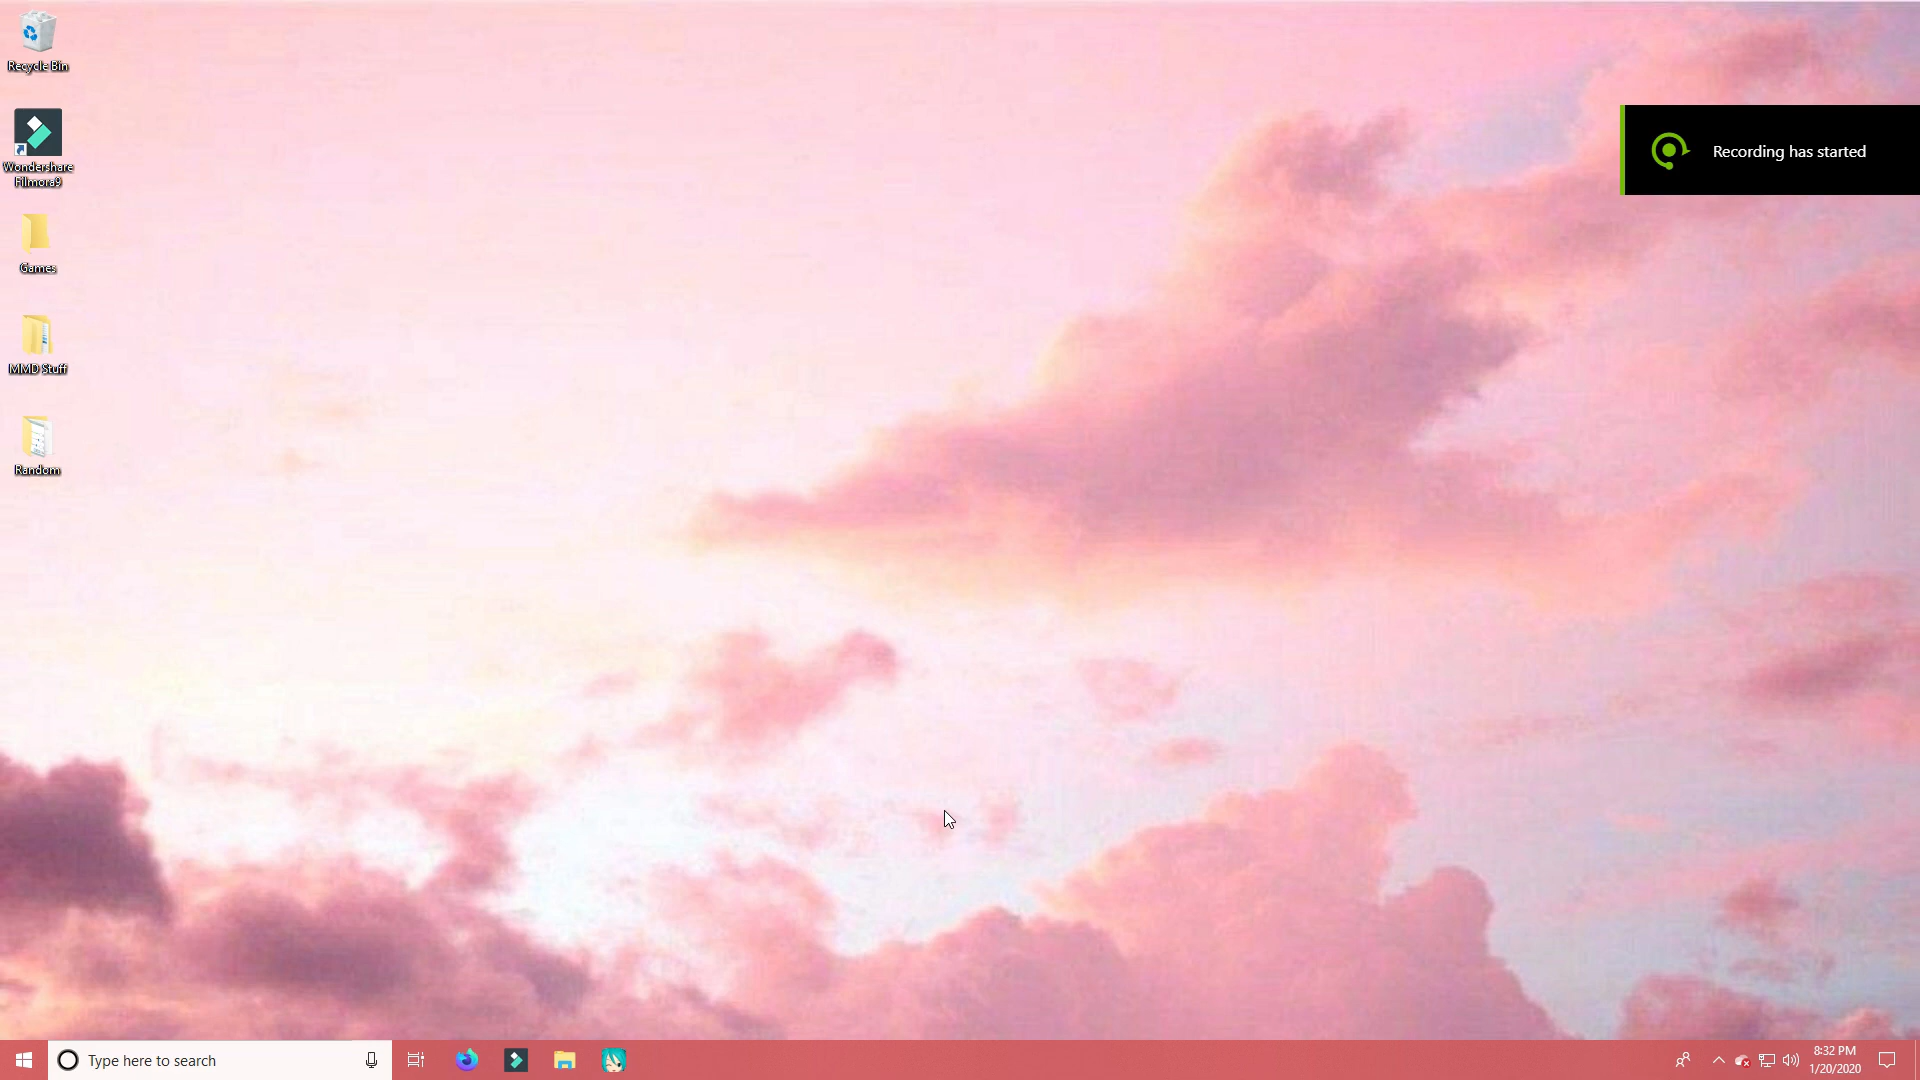 Recycle Bin
Wondershare
Filmora9
Games
MMD Stuff
Random
Recording has started
Type here to search
8:32 PM
1/20/2020